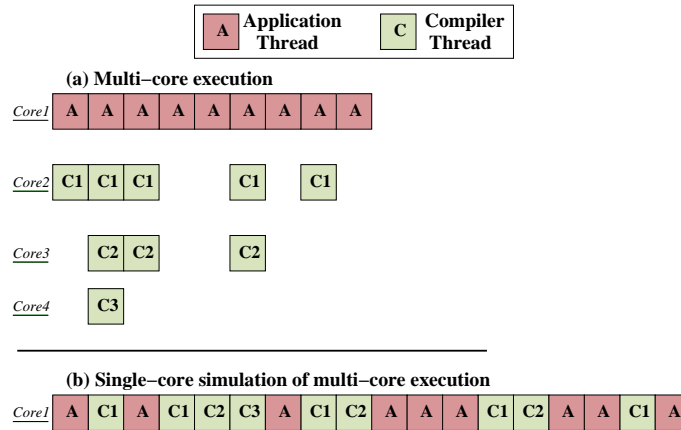 A Application Thread C Compiler Thread
(a) Multi−core execution
Core1 A A A A A A A A A
Core2 C1 C1 C1 C1 C1
Core3 C2 C2 C2
Core4 C3
(b) Single−core simulation of multi−core execution
Core1 A C1 A C1 C2 C3 A C1 C2 A A A C1 C2 A A C1 A